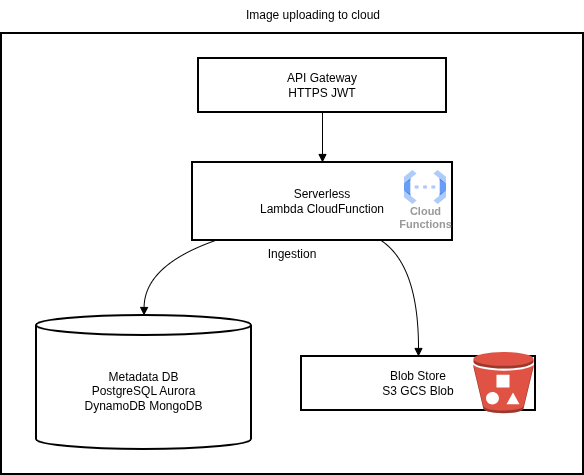 Image uploading to cloud
API Gateway
HTTPS JWT
Serverless
Lambda CloudFunction
Cloud
Functions
Ingestion
Metadata DB
PostgreSQL Aurora
DynamoDB MongoDB
Blob Store
S3 GCS Blob